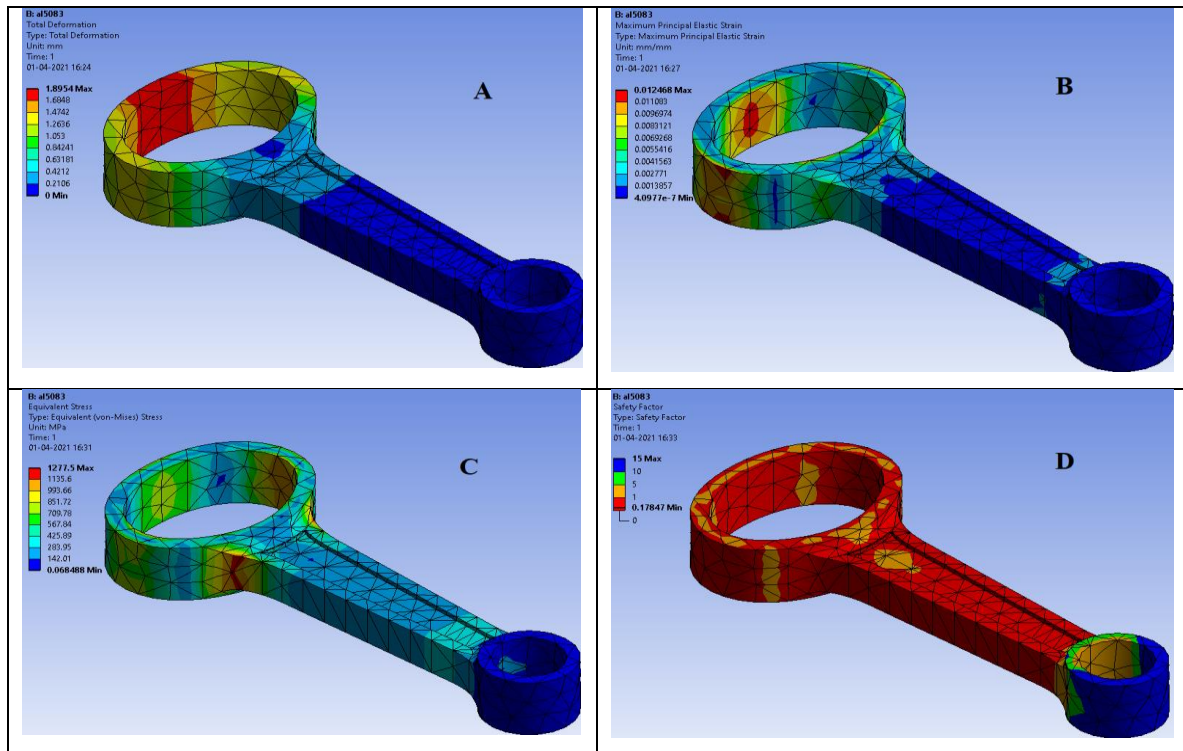 B: al5083
Total Deformation
Type: Total Deformation
Unit: mm
Time: 1
01-04-2021 16:24
1.8954 Max
1.6848
1.4742
1.2636
1.053
0.84241
0.63181
0.4212
0.2106
0 Min
A
B: al5083
Maximum Principal Elastic Strain
Type: Maximum Principal Elastic Strain
Unit: mm/mm
Time: 1
01-04-2021 16:27
0.012468 Max
0.011083
0.0096974
0.0083121
0.0069268
0.0055416
0.0041563
0.002771
0.0013857
4.0977e-7 Min
B
B: al5083
Equivalent Stress
Type: Equivalent (von-Mises) Stress
Unit: MPa
Time: 1
01-04-2021 16:31
1277.5 Max
1135.6
993.66
851.72
709.78
567.84
425.89
283.95
142.01
0.068488 Min
C
B: al5083
Safety Factor
Type: Safety Factor
Time: 1
01-04-2021 16:33
15 Max
10
5
1
0.17847 Min
0
D